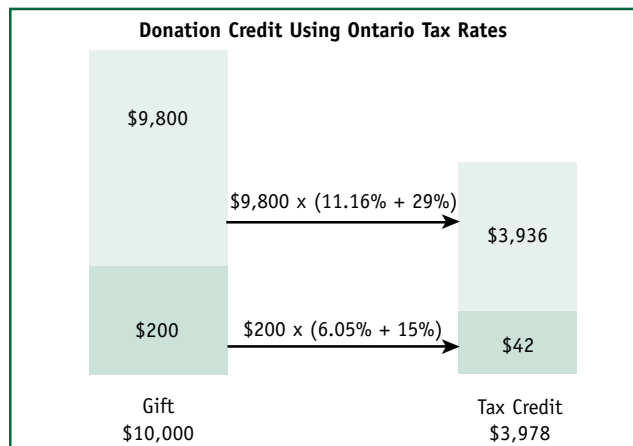 Donation Credit Using Ontario Tax Rates
$9,800
$9,800 x (11.16% + 29%)
$3,936
$200
$200 x (6.05% + 15%)
$42
Gift
$10,000
Tax Credit
$3,978